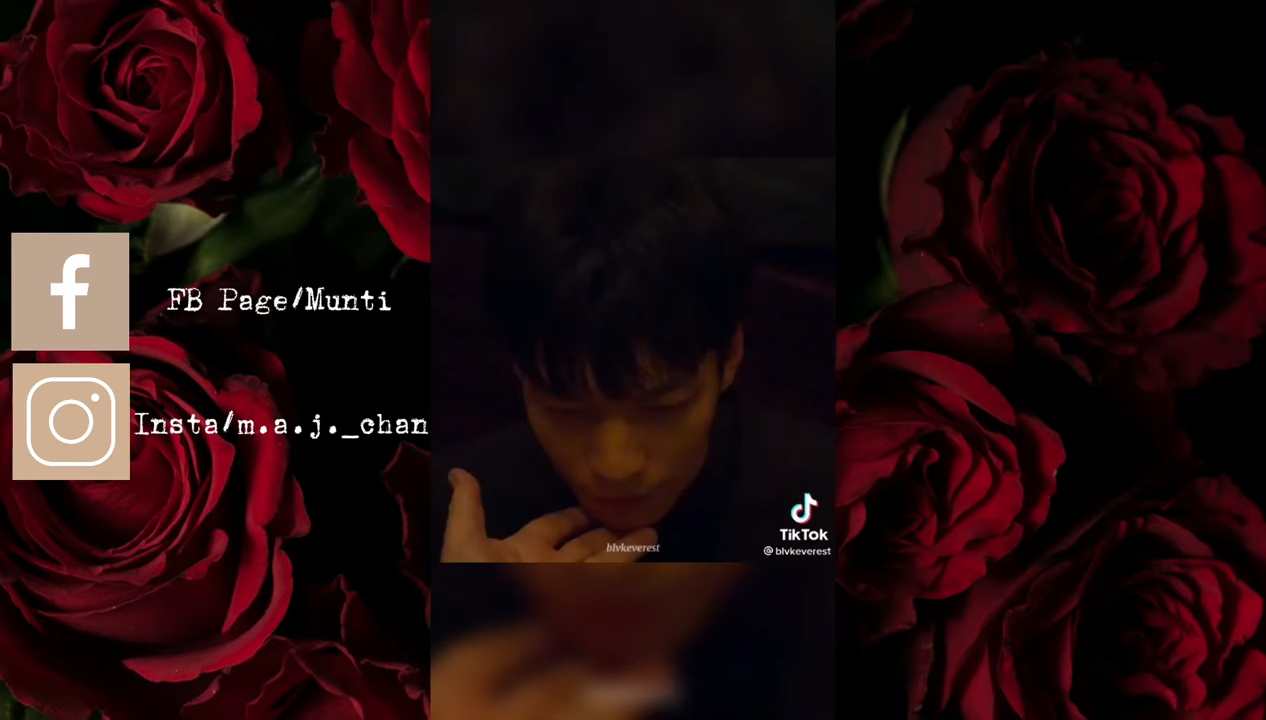 FB Page/Munti
Insta/m.a.j._chan
blvkeverest
TikTok
@ blvkeverest